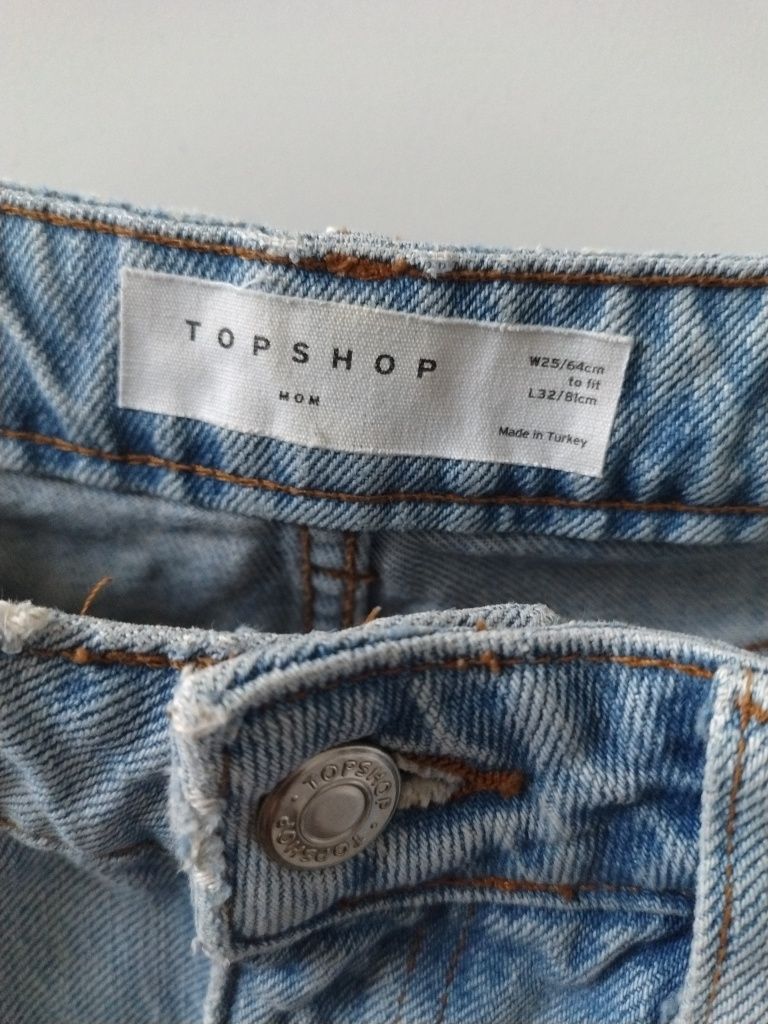 TOPSHOP
MOM
W25/64cm
to fit
L32/81cm
Made in Turkey
TOPSHOP
TOPSHOP